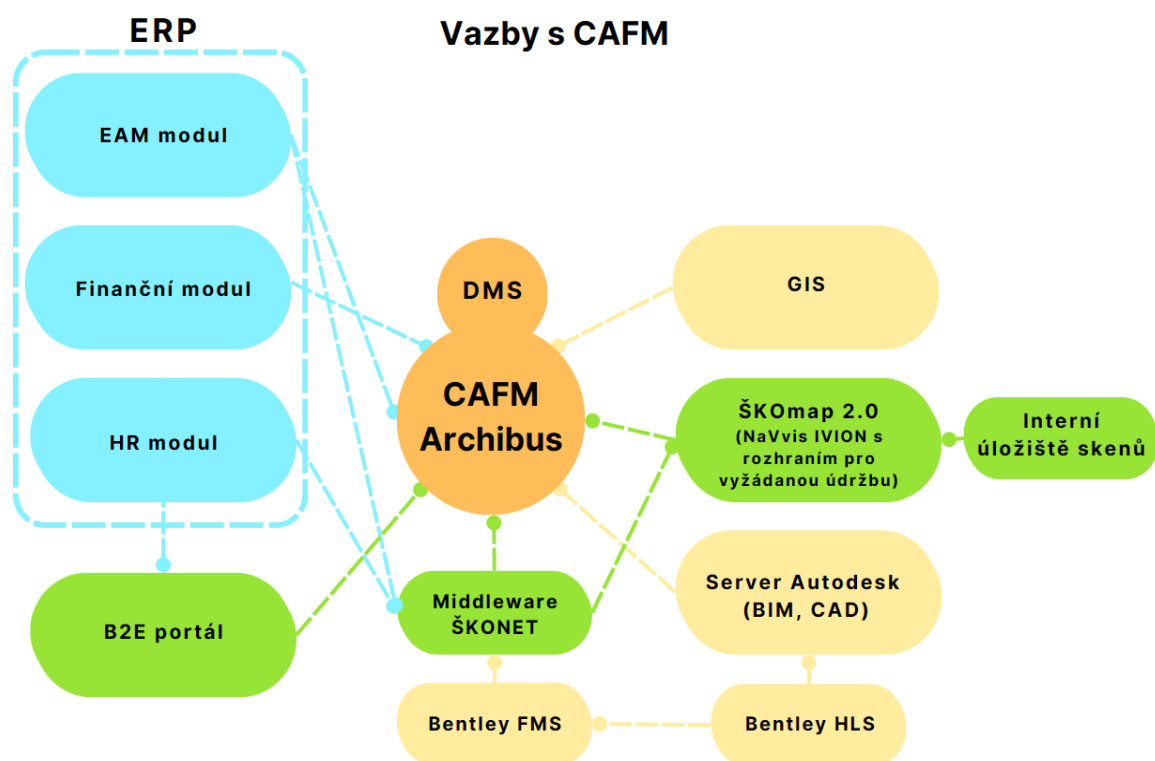 ERP
Vazby s CAFM
EAM modul
Finanční modul
HR modul
B2E portál
DMS
CAFM
Archibus
Middleware
ŠKONET
Bentley FMS
GIS
ŠKOmap 2.0
(NaVvis IVION s
rozhraním pro
vyžádanou údržbu)
Interní
úložiště skenů
Server Autodesk
(BIM, CAD)
Bentley HLS